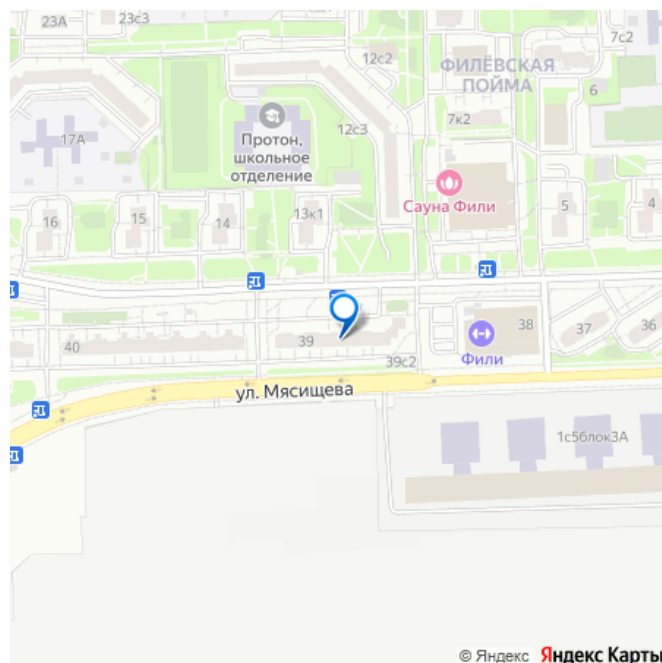 23А
23с3
12с2
7с2
ФИЛЁВСКАЯ
ПОЙМА
6
7к2
12с3
17А
Протон,
школьное
отделение
Сауна Фили
16
15
14
13к1
5
4
40
39
39с2
38
Фили
37
36
ул. Мясищева
1с5блок3А
© Яндекс Яндекс Карты